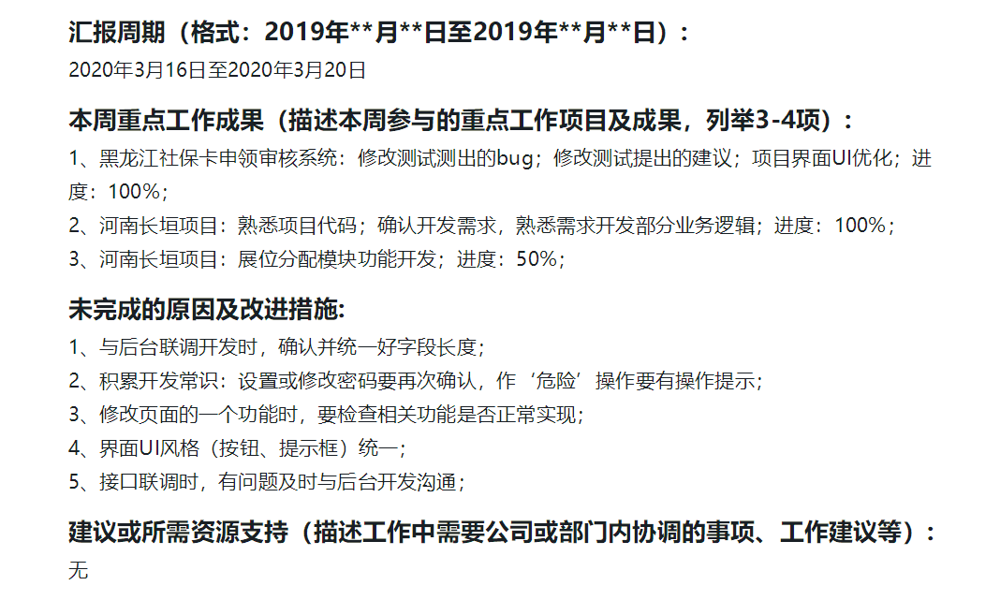 汇报周期（格式：2019年**月**日至2019年**月**日）：
2020年3月16日至2020年3月20日
本周重点工作成果（描述本周参与的重点工作项目及成果，列举3-4项）：
1、黑龙江社保卡申领审核系统：修改测试测出的bug；修改测试提出的建议；项目界面UI优化；进
度：100%；
2、河南长垣项目：熟悉项目代码；确认开发需求，熟悉需求开发部分业务逻辑；进度：100%；
3、河南长垣项目：展位分配模块功能开发；进度：50%；
未完成的原因及改进措施:
1、与后台联调开发时，确认并统一好字段长度；
2、积累开发常识：设置或修改密码要再次确认，作‘危险’操作要有操作提示；
3、修改页面的一个功能时，要检查相关功能是否正常实现；
4、界面UI风格（按钮、提示框）统一；
5、接口联调时，有问题及时与后台开发沟通；
建议或所需资源支持（描述工作中需要公司或部门内协调的事项、工作建议等）：
无